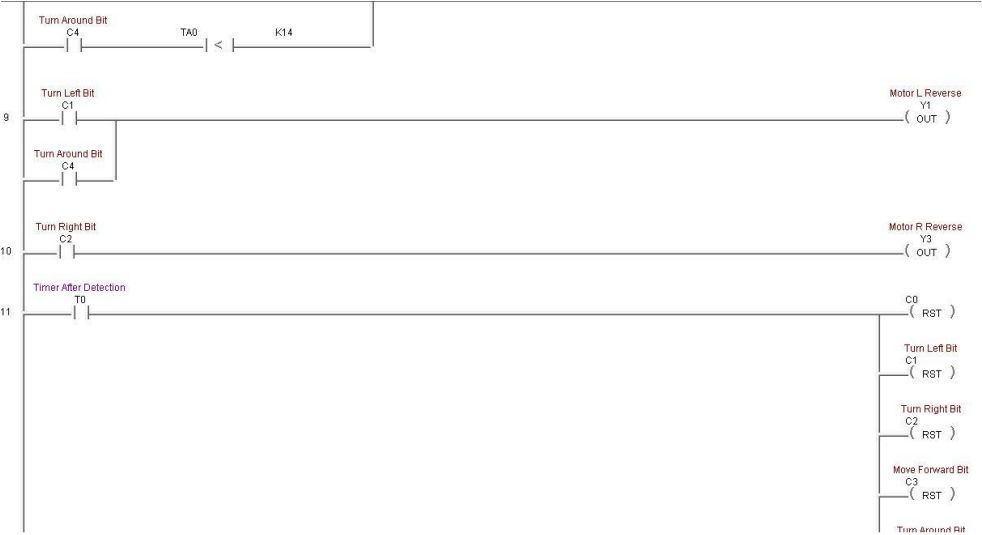 Turn Around Bit
C4 TA0 < K14
Turn Left Bit Motor L Reverse
C1 Y1
9 ( OUT )
Turn Around Bit
C4
Turn Right Bit Motor R Reverse
C2 Y3
10 ( OUT )
Timer After Detection
T0 C0
11 ( RST )
Turn Left Bit
C1
( RST )
Turn Right Bit
C2
( RST )
Move Forward Bit
C3
( RST )
Turn Around Bit